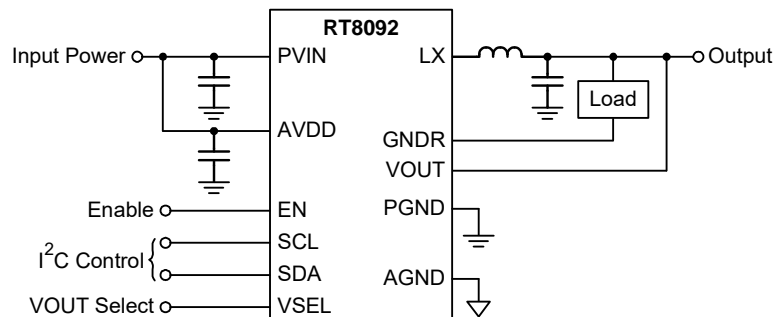 RT8092
Input Power
PVIN
LX
Output
Load
AVDD
GNDR
VOUT
Enable
EN
PGND
I²C Control
SCL
SDA
AGND
VOUT Select
VSEL